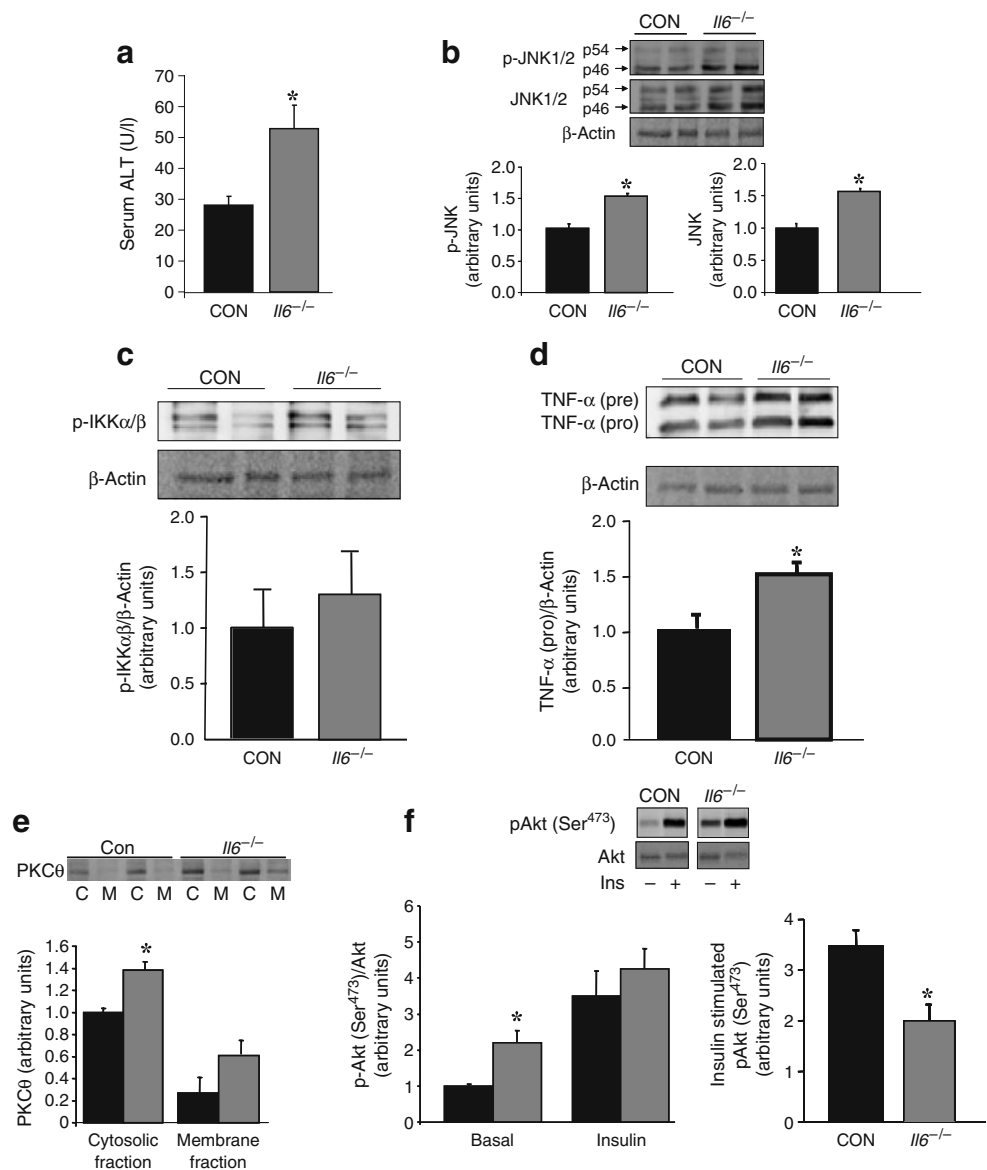 a
Serum ALT (U/l)
70
60
50
40
30
20
10
0
*
CON Il6–/–
b
CON Il6–/–
p-JNK1/2 p54
p46
JNK1/2 p54
p46
β-Actin
p-JNK
(arbitrary units)
2.0
1.5
1.0
0.5
0.0
*
CON Il6–/–
JNK
(arbitrary units)
2.0
1.5
1.0
0.5
0.0
*
CON Il6–/–
c
CON Il6–/–
p-IKKα/β
β-Actin
p-IKKαβ/β-Actin
(arbitrary units)
2.0
1.5
1.0
0.5
0.0
CON Il6–/–
d
CON Il6–/–
TNF-α (pre)
TNF-α (pro)
β-Actin
TNF-α (pro)/β-Actin
(arbitrary units)
2.0
1.5
1.0
0.5
0.0
*
CON Il6–/–
e
Con Il6–/–
PKCθ
C M C M C M C M
PKCθ (arbitrary units)
1.6
1.4
1.2
1.0
0.8
0.6
0.4
0.2
0
*
Cytosolic Membrane
fraction fraction
f
CON Il6–/–
pAkt (Ser473)
Akt
Ins – + – +
p-Akt (Ser473)/Akt
(arbitrary units)
6
5
4
3
2
1
0
*
Basal Insulin
Insulin stimulated
pAkt (Ser473)
(arbitrary units)
4
3
2
1
0
*
CON Il6–/–